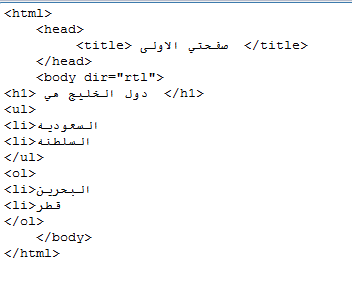 <html>
<head>
<title> صفحتي الاولى </title>
</head>
<body dir="rtl">
<h1> دول الخليج هي </h1>
<ul>
<li>السعودية
<li>السلطنه
</ul>
<ol>
<li>البحرين
<li>قطر
</ol>
</body>
</html>